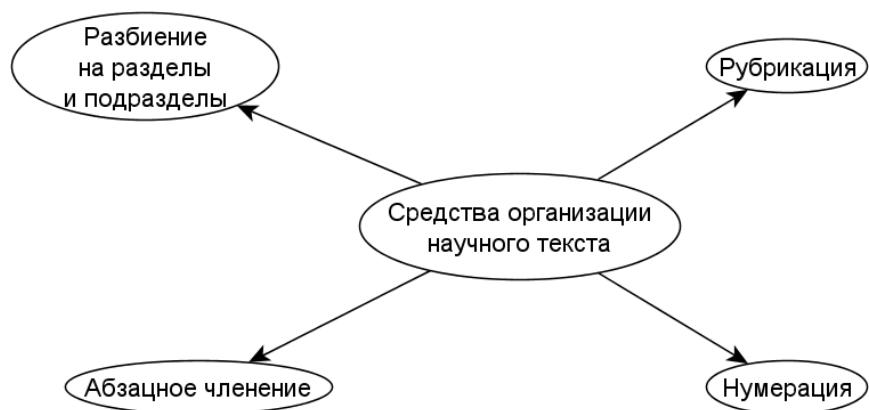 Разбиение
на разделы
и подразделы
Рубрикация
Средства организации
научного текста
Абзацное членение
Нумерация